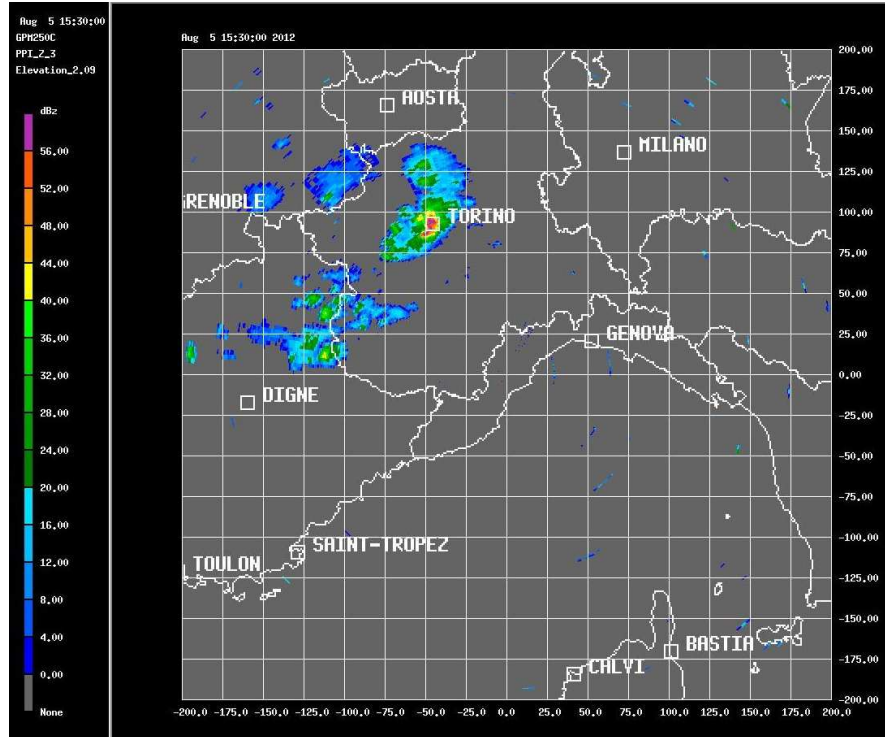 Aug 5 15:30:00
GPM250C
PPI_Z_3
Elevation_2.09
dBz
56.00
52.00
48.00
44.00
40.00
36.00
32.00
28.00
24.00
20.00
16.00
12.00
8.00
4.00
0.00
None
Aug 5 15:30:00 2012
AOSTA
MILANO
GRENOBLE
TORINO
GENOVA
DIGNE
SAINT-TROPEZ
TOULON
BASTIA
CALVI
200.00
175.00
150.00
125.00
100.00
75.00
50.00
25.00
0.00
-25.00
-50.00
-75.00
-100.00
-125.00
-150.00
-175.00
-200.00
-200.0 -175.0 -150.0 -125.0 -100.0 -75.0 -50.0 -25.0 0.0 25.0 50.0 75.0 100.0 125.0 150.0 175.0 200.0